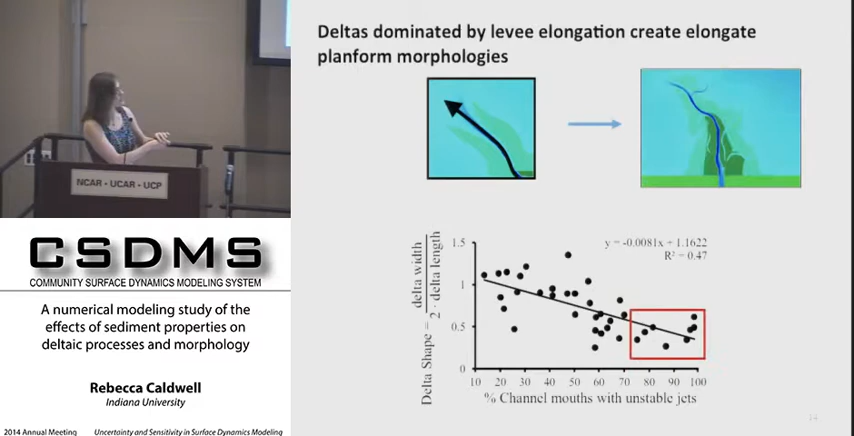 Deltas dominated by levee elongation create elongate
planform morphologies
NCAR - UCAR - UCP
CSDMS
COMMUNITY SURFACE DYNAMICS MODELING SYSTEM
A numerical modeling study of the
effects of sediment properties on
deltaic processes and morphology
Rebecca Caldwell
Indiana University
2014 Annual Meeting
Uncertainty and Sensitivity in Surface Dynamics Modeling
Delta Shape = delta width
2 · delta length
1.5
1
0.5
0
y = -0.0081x + 1.1622
R² = 0.47
10 20 30 40 50 60 70 80 90 100
% Channel mouths with unstable jets
14